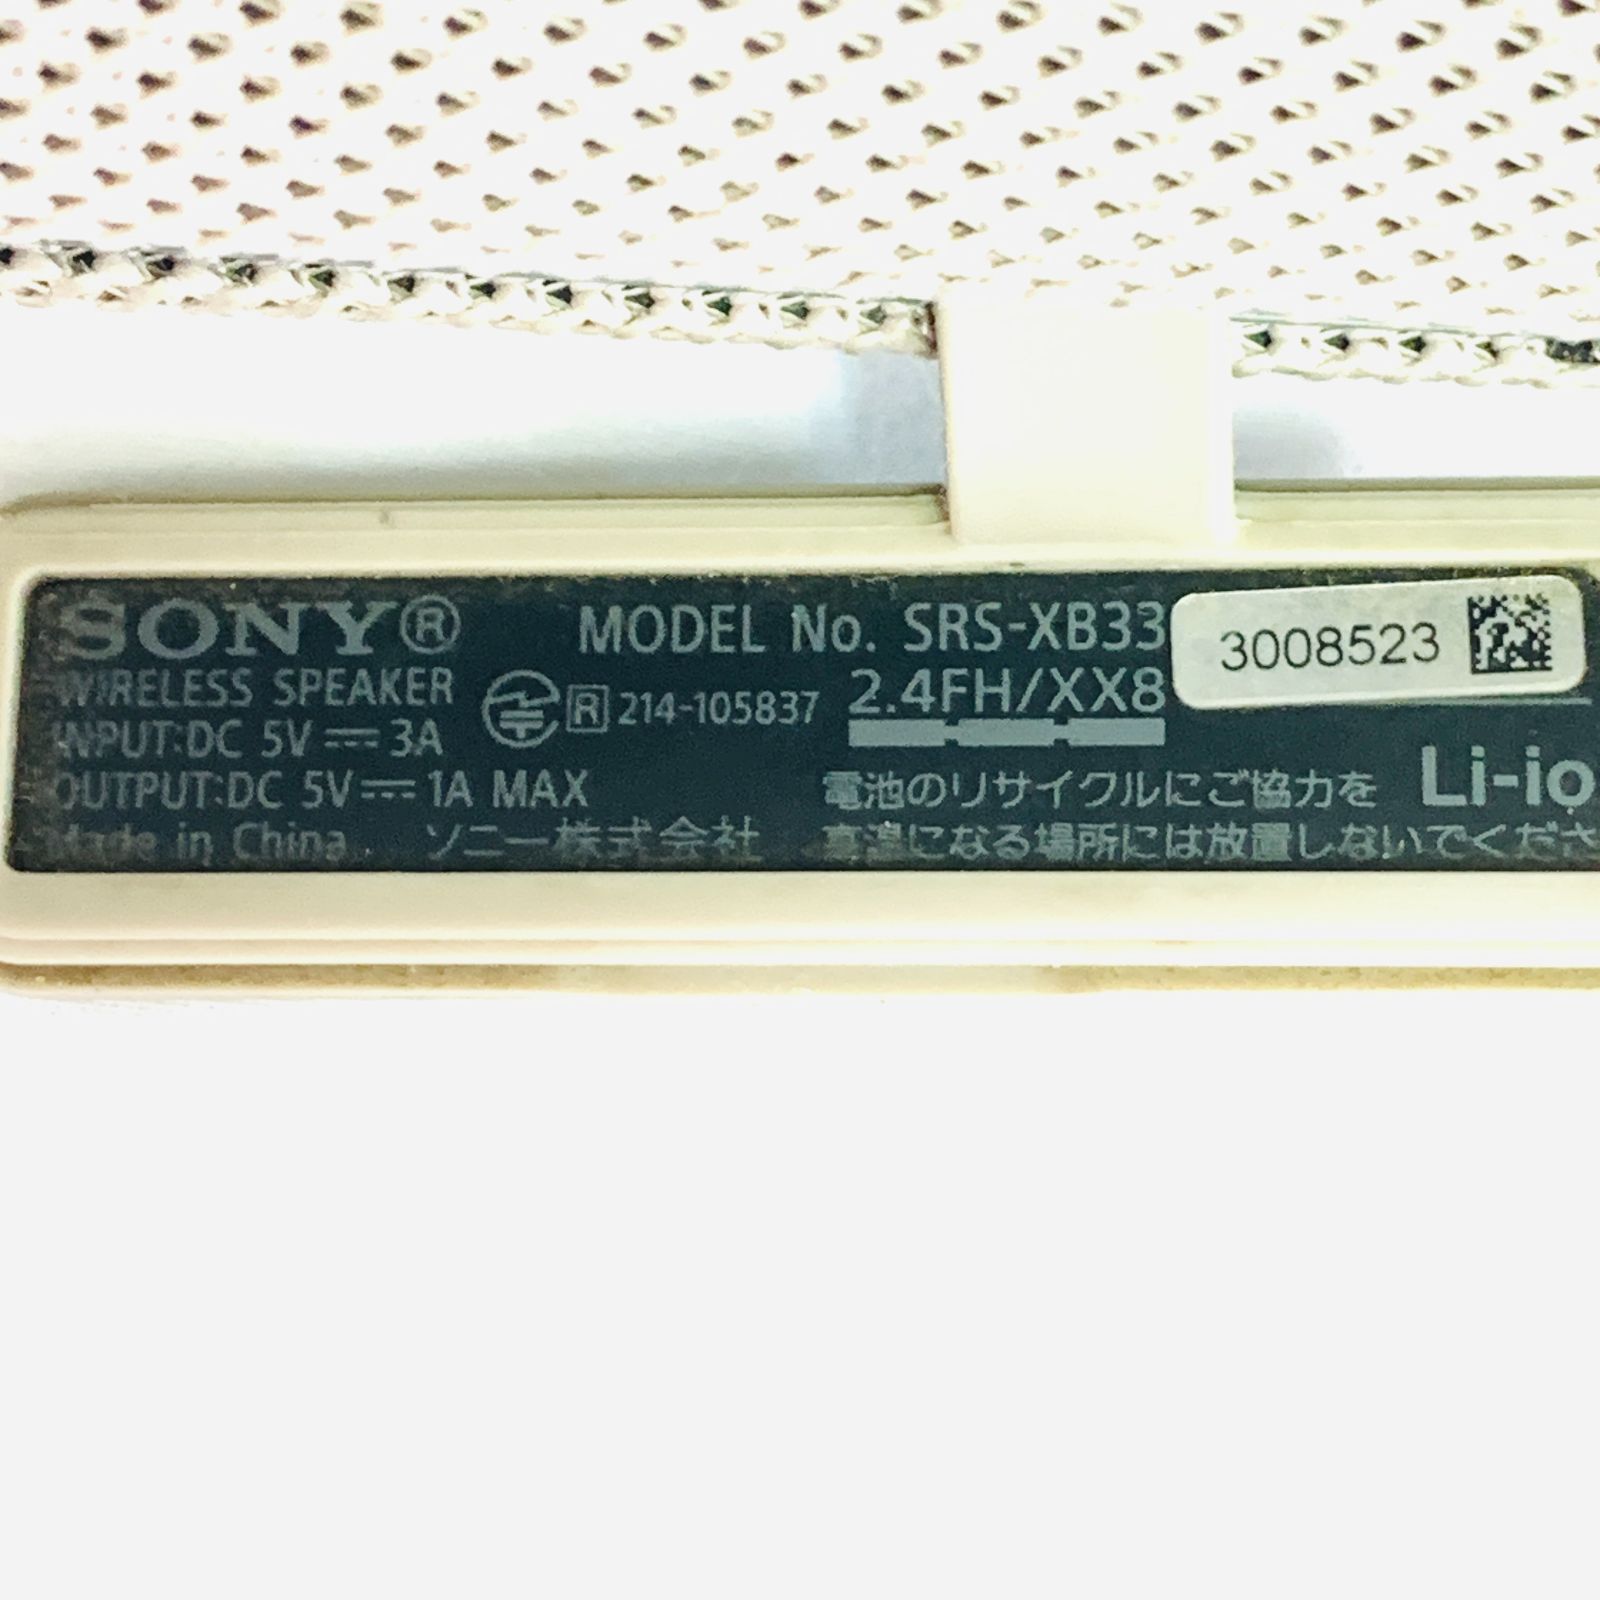 SONY® MODEL No. SRS-XB33 3008523
WIRELESS SPEAKER R 214-105837 2.4FH/XX8
INPUT:DC 5V⎓3A
OUTPUT:DC 5V⎓1A MAX 電池のリサイクルにご協力を Li-io
Made in China ソニー株式会社 高温になる場所には放置しないでくださ